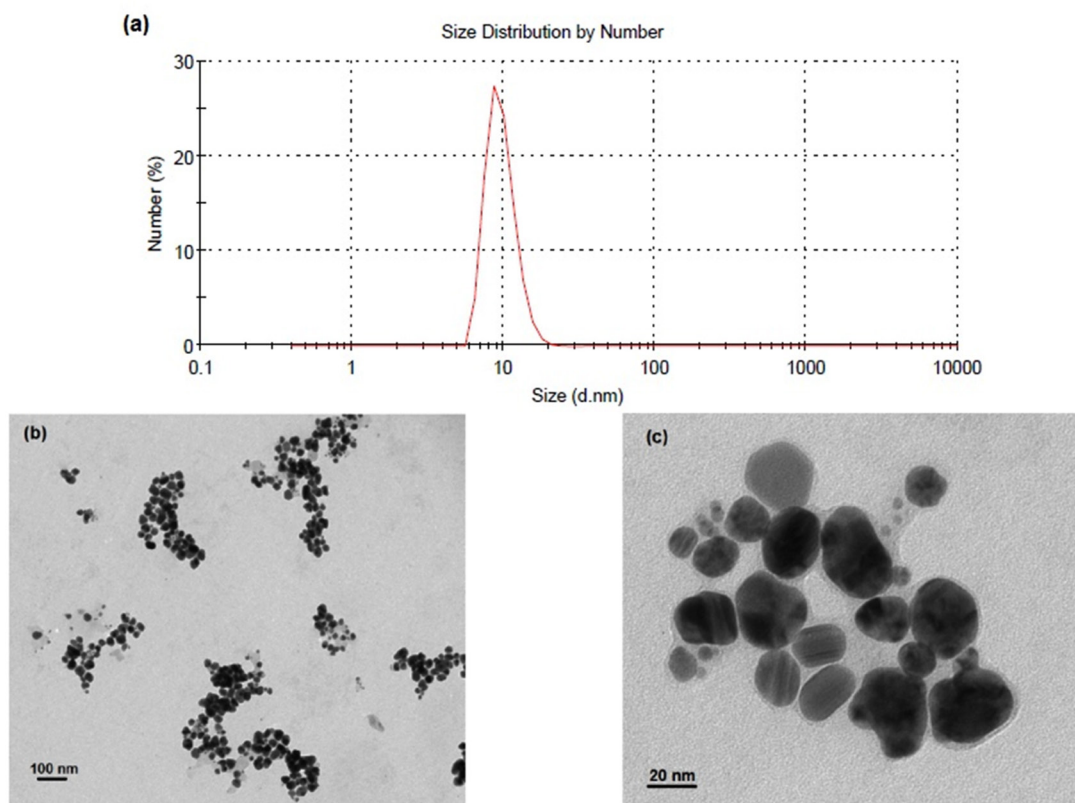 (a)
Size Distribution by Number
30
20
10
0
Number (%)
0.1 1 10 100 1000 10000
Size (d.nm)
(b)
100 nm
(c)
20 nm